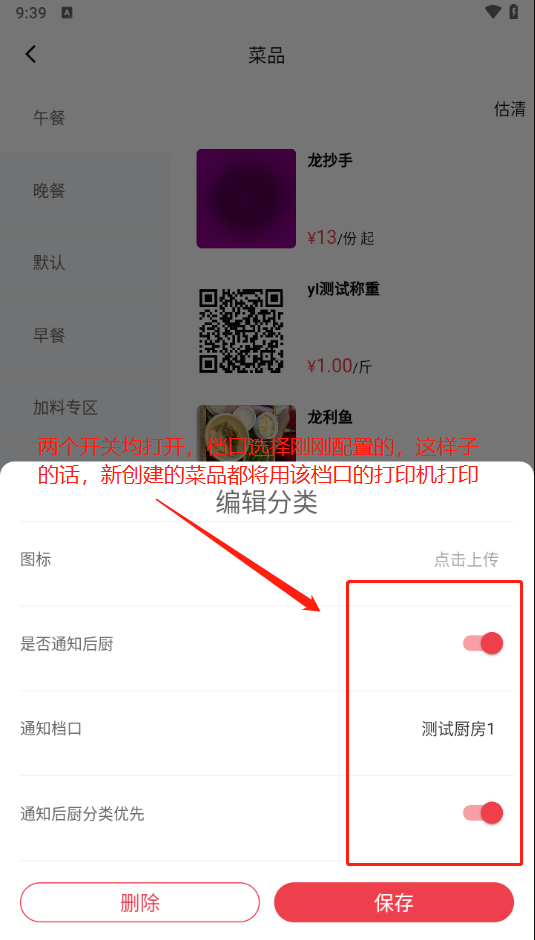 9:39
A
菜品
午餐
估清
龙抄手
晚餐
¥13/份 起
默认
yl测试称重
早餐
¥1.00/斤
加料专区
龙利鱼
两个开关均打开，档口选择刚刚配置的，这样子
的话，新创建的菜品都将用该档口的打印机打印
编辑分类
图标
点击上传
是否通知后厨
通知档口
测试厨房1
通知后厨分类优先
删除
保存